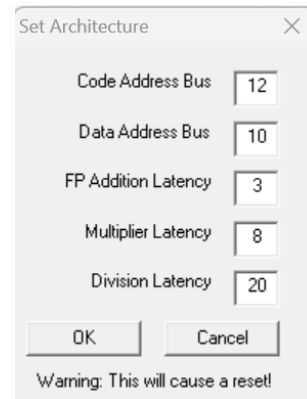 Set Architecture
Code Address Bus 12
Data Address Bus 10
FP Addition Latency 3
Multiplier Latency 8
Division Latency 20
OK Cancel
Warning: This will cause a reset!